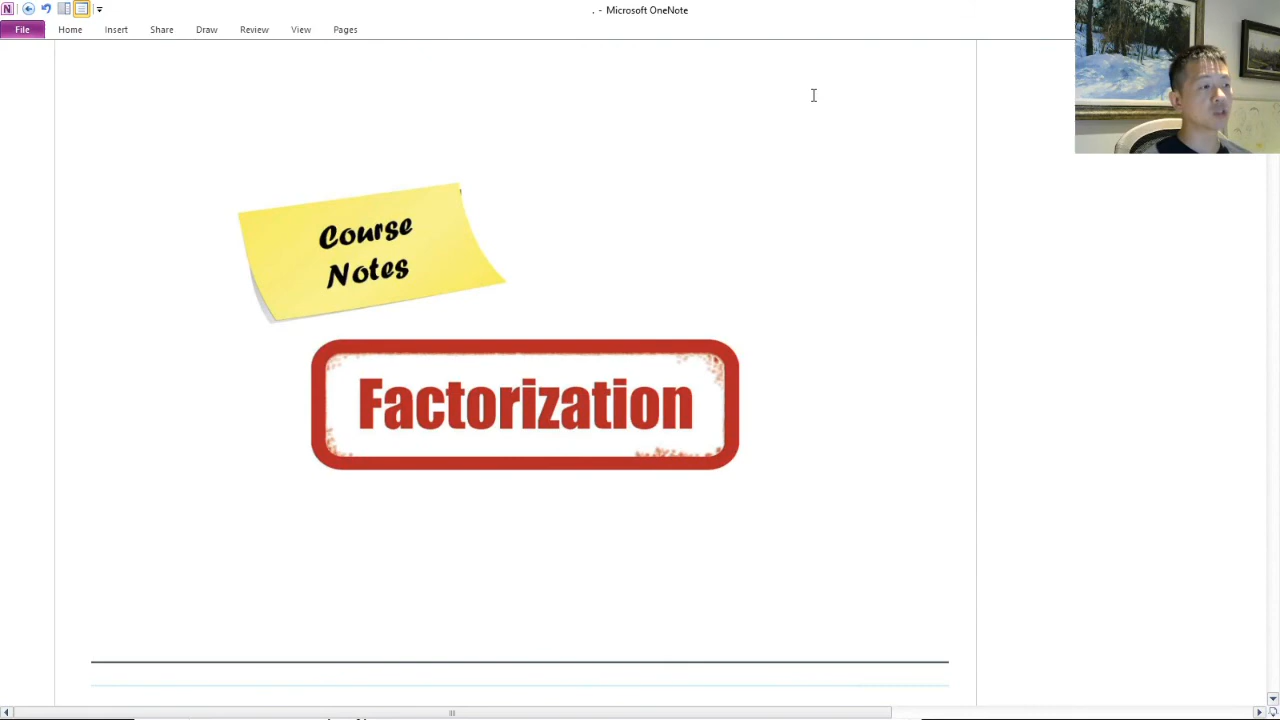 . - Microsoft OneNote
File Home Insert Share Draw Review View Pages
Course
Notes
Factorization